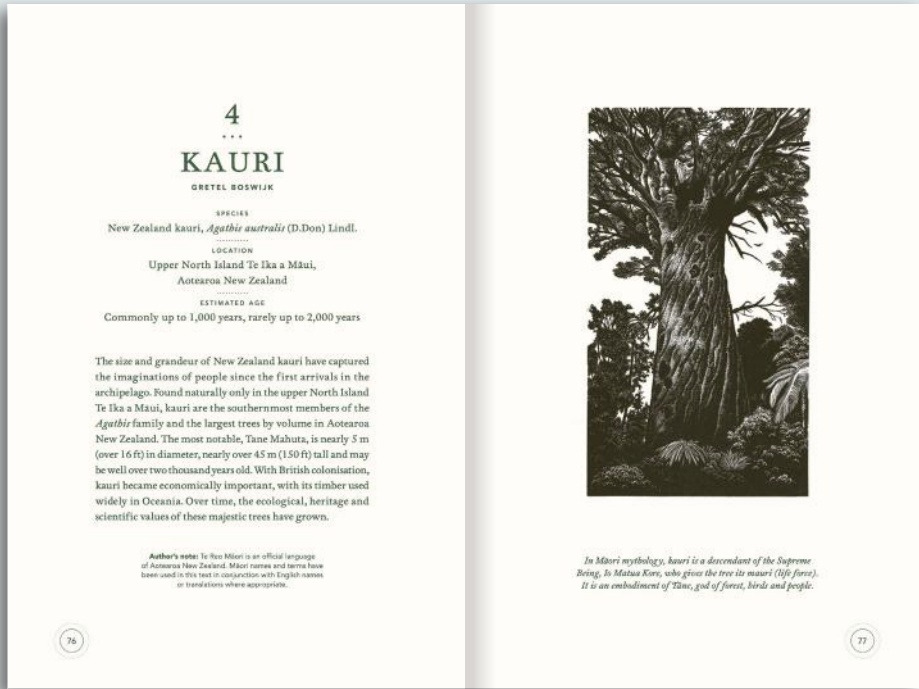 4
KAURI
GRETEL BOSWIJK
SPECIES
New Zealand kauri, Agathis australis (D.Don) Lindl.
LOCATION
Upper North Island Te Ika a Māui,
Aotearoa New Zealand
ESTIMATED AGE
Commonly up to 1,000 years, rarely up to 2,000 years
The size and grandeur of New Zealand kauri have captured
the imaginations of people since the first arrivals in the
archipelago. Found naturally only in the upper North Island
Te Ika a Māui, kauri are the southernmost members of the
Agathis family and the largest trees by volume in Aotearoa
New Zealand. The most notable, Tane Mahuta, is nearly 5 m
(over 16 ft) in diameter, nearly over 45 m (150 ft) tall and may
be well over two thousand years old. With British colonisation,
kauri became economically important, with its timber used
widely in Oceania. Over time, the ecological, heritage and
scientific values of these majestic trees have grown.
Author's note: Te Reo Māori is an official language
of Aotearoa New Zealand. Māori names and terms have
been used in this text in conjunction with English names
or translations where appropriate.
76
In Māori mythology, kauri is a descendant of the Supreme
Being, Io Matua Kore, who gives the tree its mauri (life force).
It is an embodiment of Tāne, god of forest, birds and people.
77